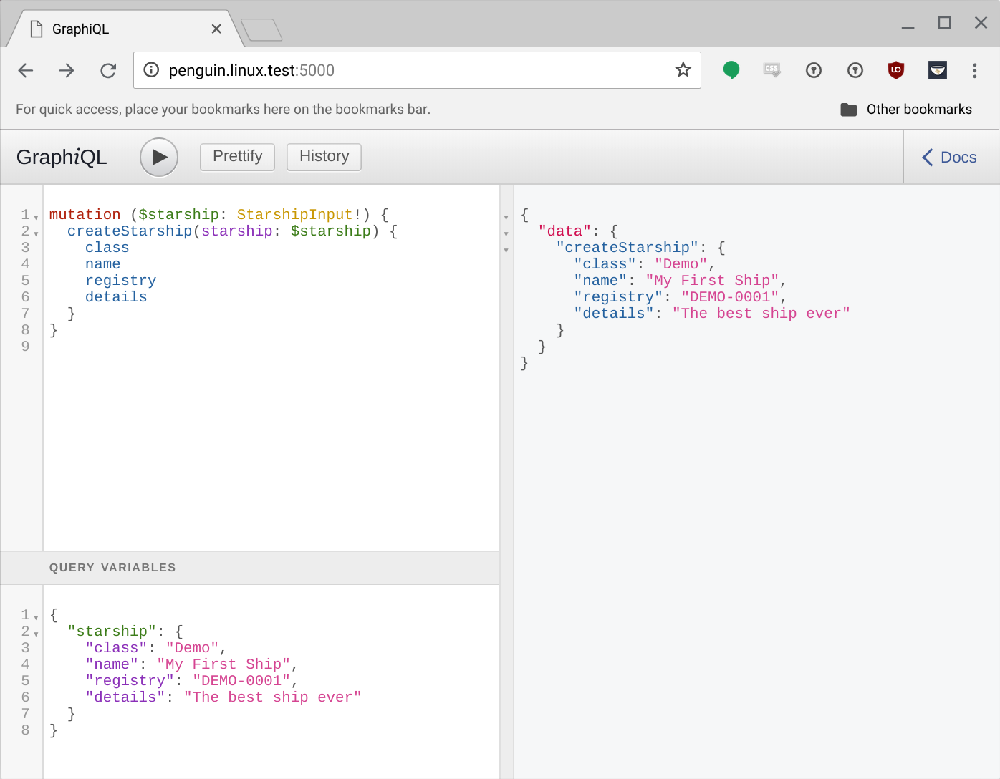 GraphiQL
penguin.linux.test:5000
CSS
UO
For quick access, place your bookmarks here on the bookmarks bar.
Other bookmarks
GraphiQL
Prettify
History
Docs
1 mutation ($starship: StarshipInput!) {
2   createStarship(starship: $starship) {
3     class
4     name
5     registry
6     details
7   }
8 }
9
QUERY VARIABLES
1 {
2   "starship": {
3     "class": "Demo",
4     "name": "My First Ship",
5     "registry": "DEMO-0001",
6     "details": "The best ship ever"
7   }
8 }
{
  "data": {
    "createStarship": {
      "class": "Demo",
      "name": "My First Ship",
      "registry": "DEMO-0001",
      "details": "The best ship ever"
    }
  }
}